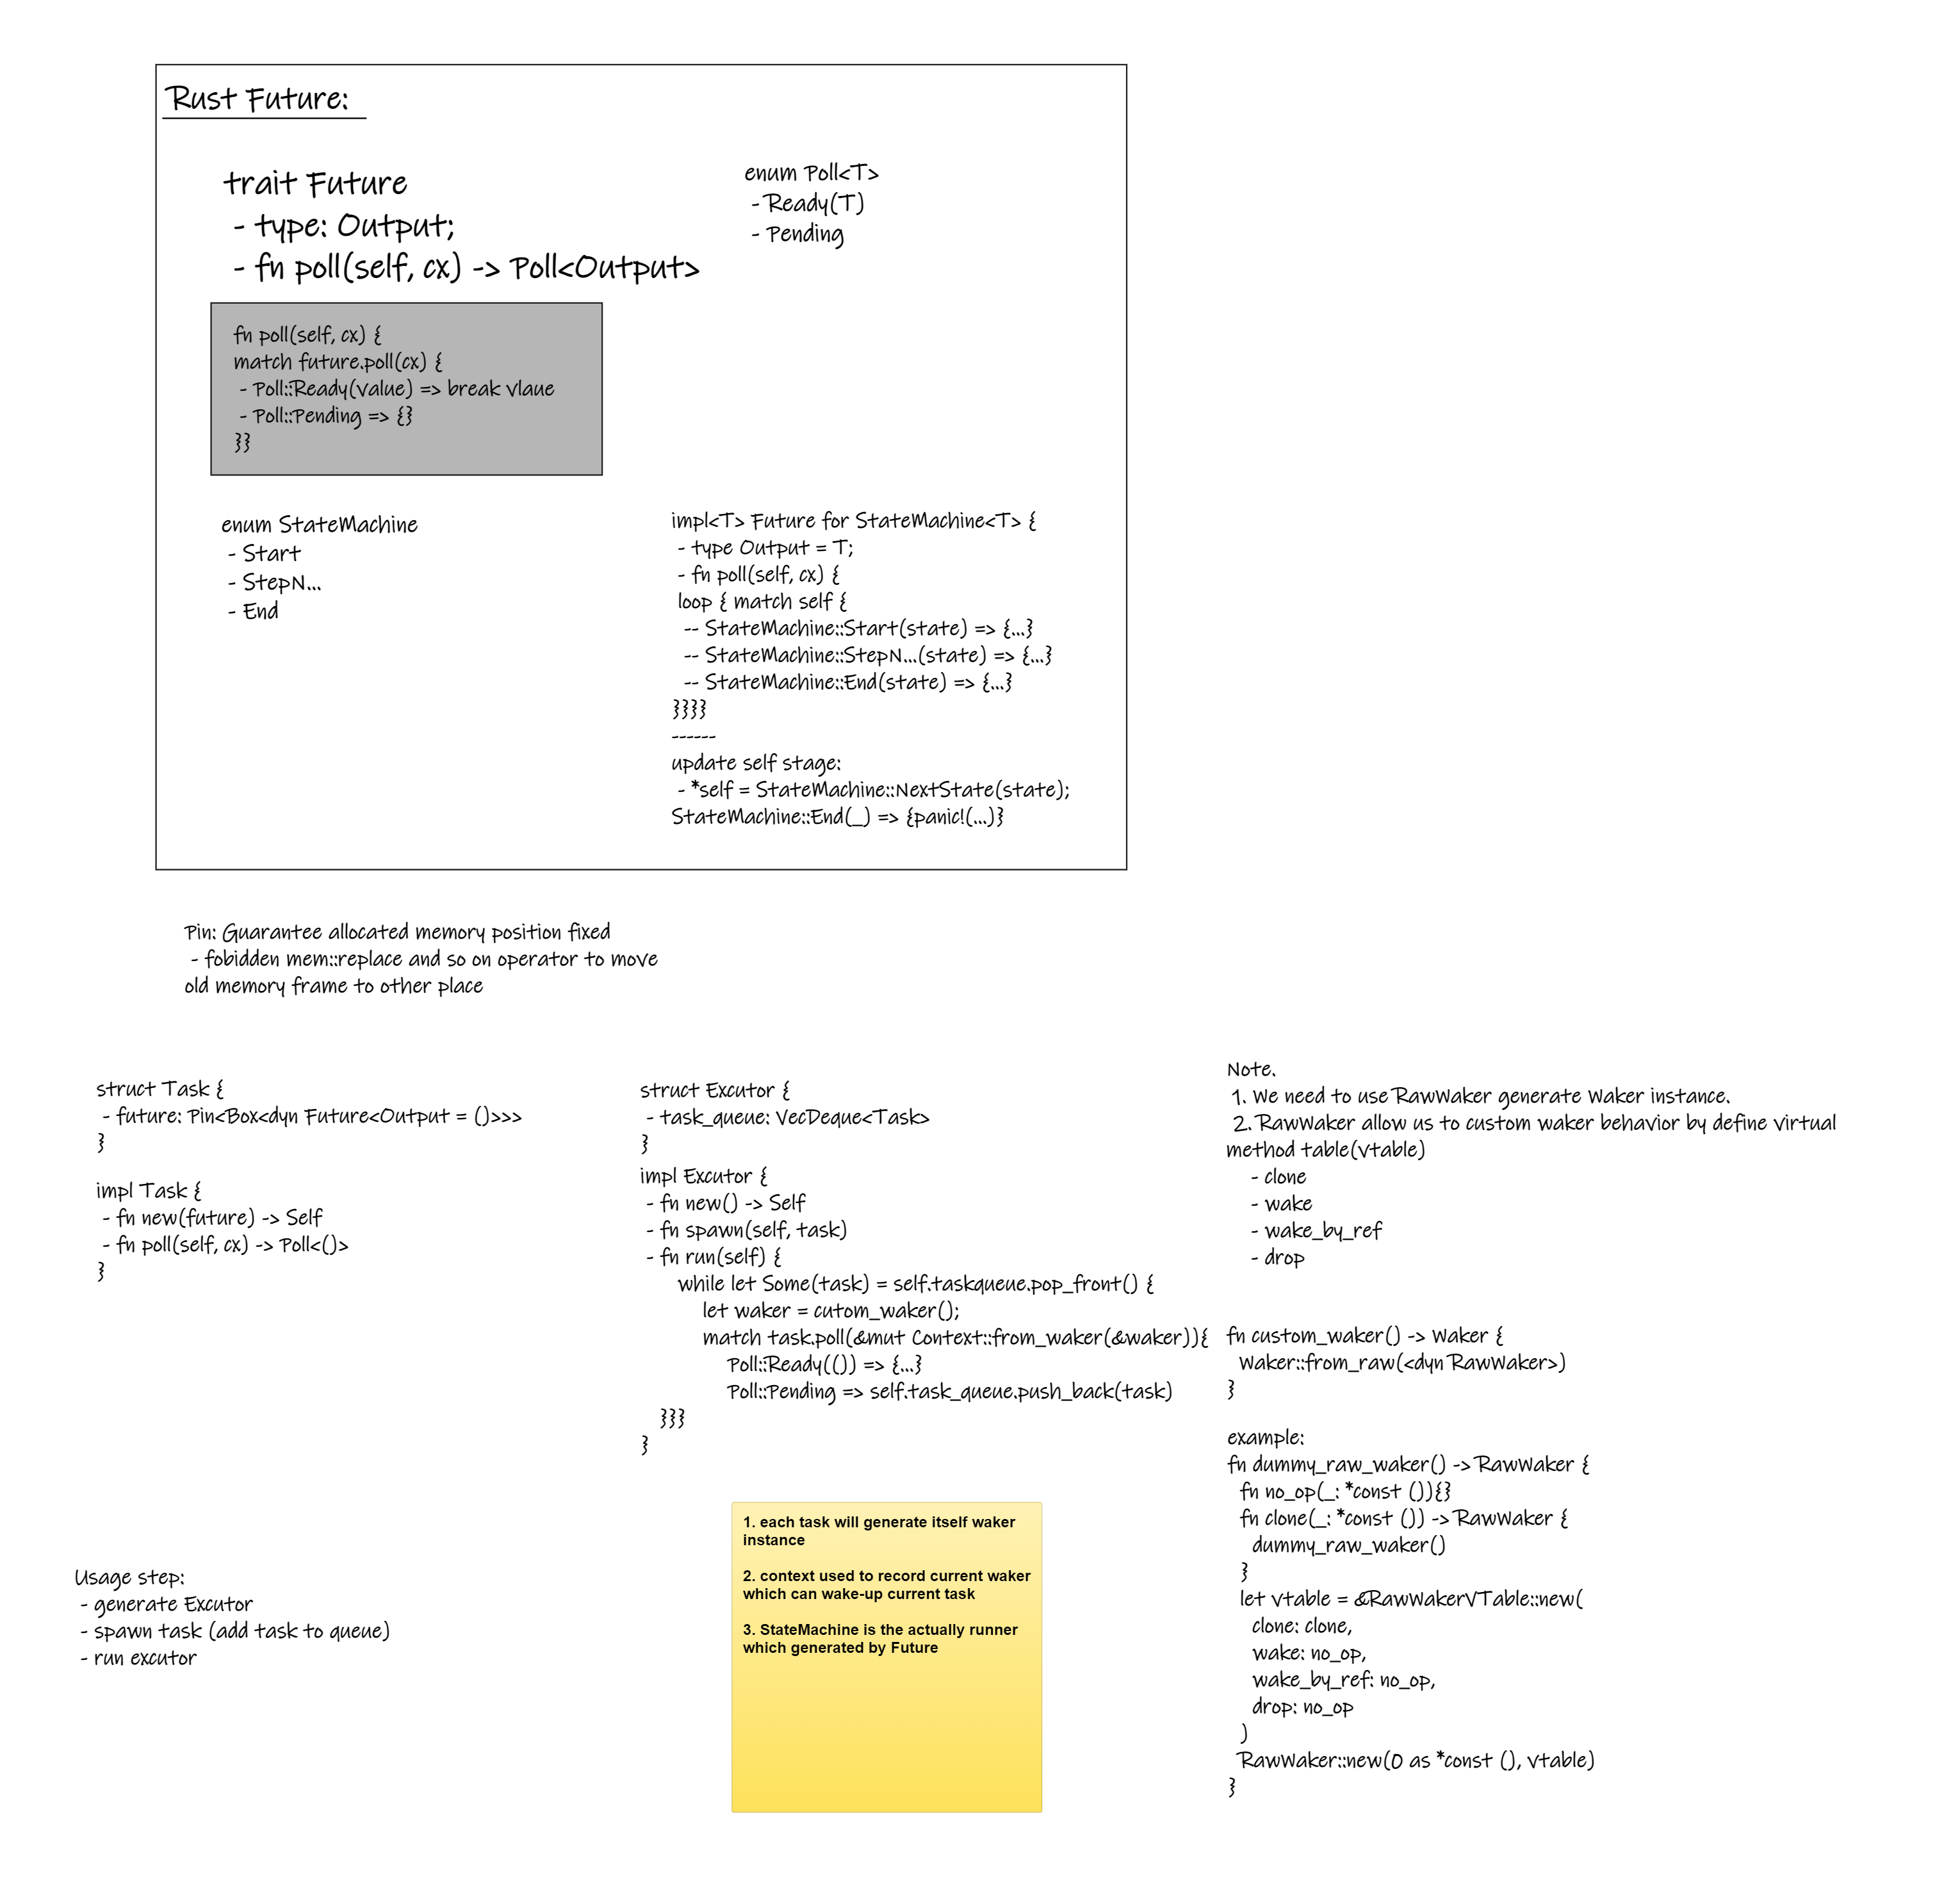 Rust Future:
trait Future
- type: Output;
- fn poll(self, cx) -> Poll<Output>
enum Poll<T>
- Ready(T)
- Pending
fn poll(self, cx) {
match future.poll(cx) {
- Poll::Ready(value) => break vlaue
- Poll::Pending => {}
}}
enum StateMachine
- Start
- StepN...
- End
impl<T> Future for StateMachine<T> {
- type Output = T;
- fn poll(self, cx) {
loop { match self {
-- StateMachine::Start(state) => {...}
-- StateMachine::StepN...(state) => {...}
-- StateMachine::End(state) => {...}
}}}}
------
update self stage:
- *self = StateMachine::NextState(state);
StateMachine::End(_) => {panic!(...)}
Pin: Guarantee allocated memory position fixed
- fobidden mem::replace and so on operator to move
old memory frame to other place
struct Task {
- future: Pin<Box<dyn Future<Output = ()>>>
}
impl Task {
- fn new(future) -> Self
- fn poll(self, cx) -> Poll<()>
}
struct Excutor {
- task_queue: VecDeque<Task>
}
impl Excutor {
- fn new() -> Self
- fn spawn(self, task)
- fn run(self) {
while let Some(task) = self.taskqueue.pop_front() {
let waker = cutom_waker();
match task.poll(&mut Context::from_waker(&waker)){
Poll::Ready(()) => {...}
Poll::Pending => self.task_queue.push_back(task)
}}}
}
Note.
1. We need to use RawWaker generate Waker instance.
2. RawWaker allow us to custom waker behavior by define virtual
method table(vtable)
- clone
- wake
- wake_by_ref
- drop
fn custom_waker() -> Waker {
Waker::from_raw(<dyn RawWaker>)
}
example:
fn dummy_raw_waker() -> RawWaker {
fn no_op(_: *const ()){}
fn clone(_: *const ()) -> RawWaker {
dummy_raw_waker()
}
let vtable = &RawWakerVTable::new(
clone: clone,
wake: no_op,
wake_by_ref: no_op,
drop: no_op
)
RawWaker::new(0 as *const (), vtable)
}
1. each task will generate itself waker
instance
2. context used to record current waker
which can wake-up current task
3. StateMachine is the actually runner
which generated by Future
Usage step:
- generate Excutor
- spawn task (add task to queue)
- run excutor